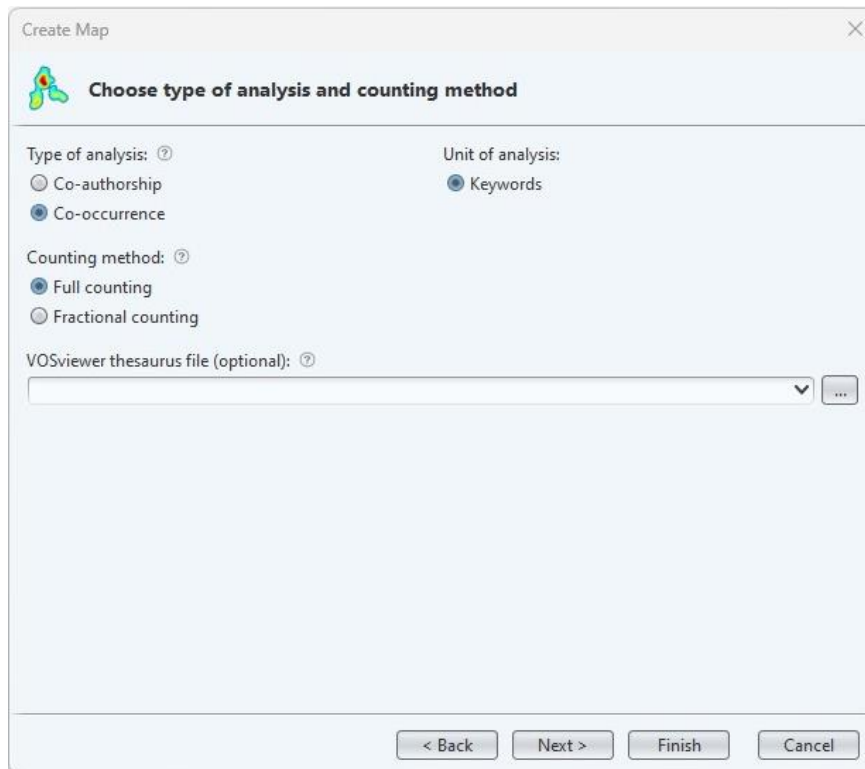 Create Map
Choose type of analysis and counting method
Type of analysis:
Co-authorship
Co-occurrence
Unit of analysis:
Keywords
Counting method:
Full counting
Fractional counting
VOSviewer thesaurus file (optional):
...
< Back
Next >
Finish
Cancel